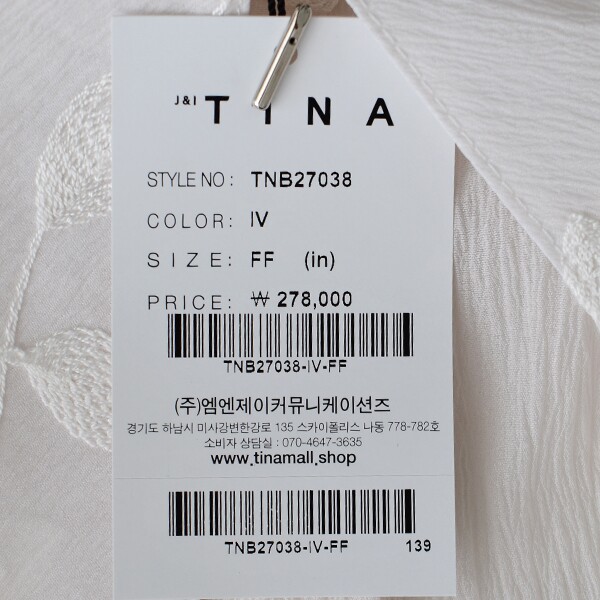 J&I TINA
STYLE NO : TNB27038
COLOR: IV
SIZE: FF (in)
PRICE: ₩ 278,000
TNB27038-IV-FF
(주)엠엔제이커뮤니케이션즈
경기도 하남시 미사강변한강로 135 스카이폴리스 나동 778-782호
소비자 상담실 : 070-4647-3635
www.tinamall.shop
TNB27038-IV-FF 139